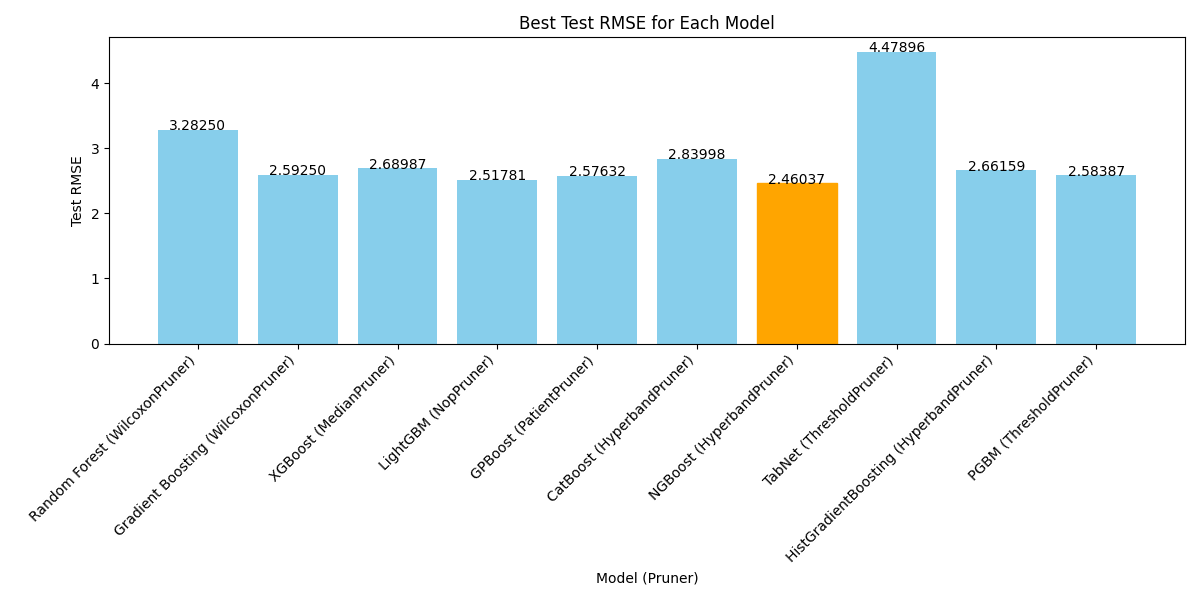 Best Test RMSE for Each Model
Test RMSE
4
3
2
1
0
3.28250
2.59250
2.68987
2.51781
2.57632
2.83998
2.46037
4.47896
2.66159
2.58387
Random Forest (WilcoxonPruner)
Gradient Boosting (WilcoxonPruner)
XGBoost (MedianPruner)
LightGBM (NopPruner)
GPBoost (PatientPruner)
CatBoost (HyperbandPruner)
NGBoost (HyperbandPruner)
TabNet (ThresholdPruner)
HistGradientBoosting (HyperbandPruner)
PGBM (ThresholdPruner)
Model (Pruner)